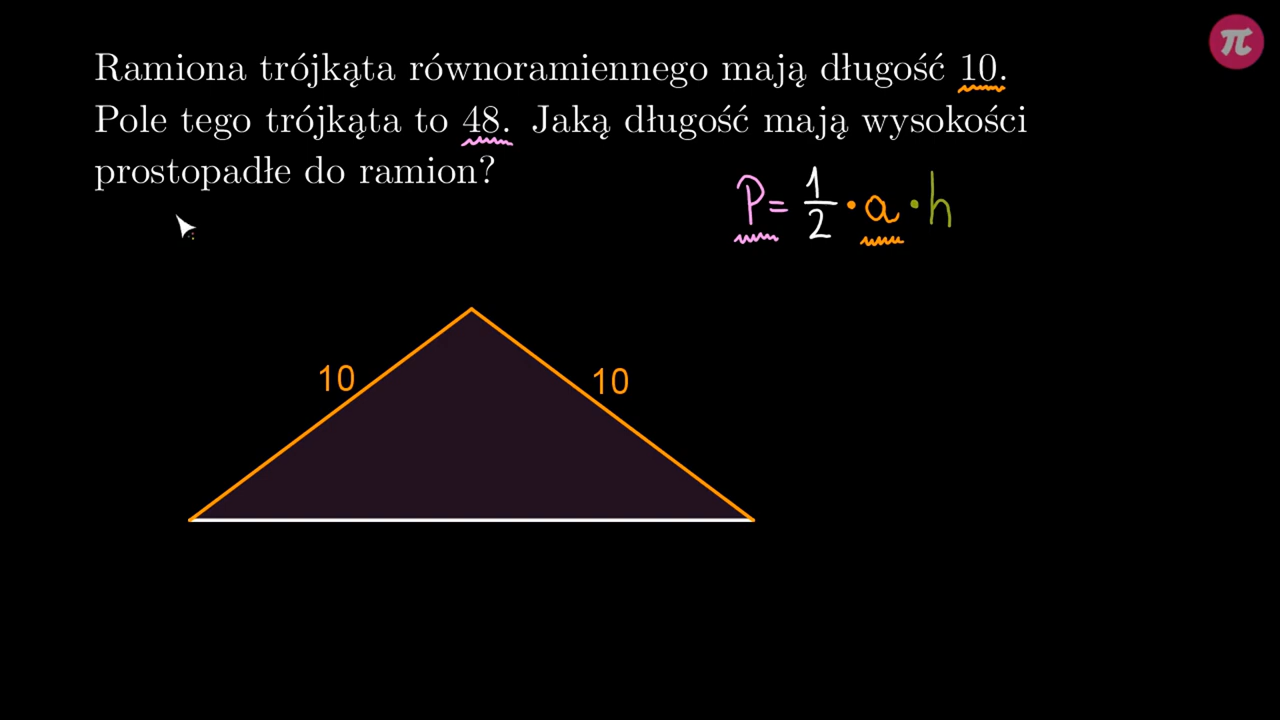 Ramiona trójkąta równoramiennego mają długość 10.
Pole tego trójkąta to 48. Jaką długość mają wysokości
prostopadłe do ramion?
P = 1/2 · a · h
10 10
π